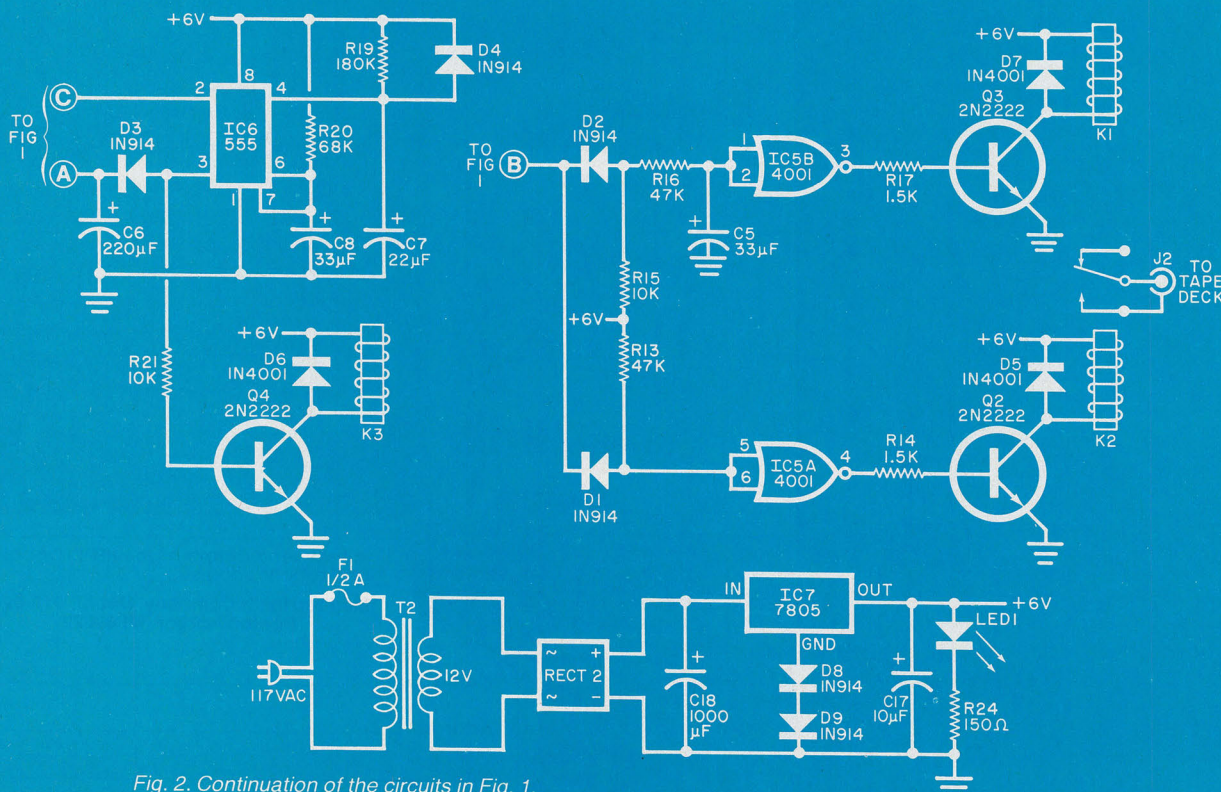 +6V
R19
180K
D4
1N914
C
2
8
4
TO
FIG
1
D3
1N914
IC6
555
R20
68K
A
3
6
1
7
+
C6
220µF
+
C8
33µF
+
C7
22µF
R21
10K
+6V
D6
1N4001
Q4
2N2222
K3
TO
FIG
1
B
D2
1N914
R16
47K
1
2
IC5B
4001
3
R17
1.5K
+
C5
33µF
R15
10K
+6V
R13
47K
D1
1N914
5
6
IC5A
4001
4
R14
1.5K
+6V
D7
1N4001
Q3
2N2222
K1
J2
TO
TAPE
DECK
+6V
D5
1N4001
Q2
2N2222
K2
F1
1/2 A
T2
117VAC
12V
~ +
RECT 2
~ −
+
C18
1000
µF
IN
IC7
7805
OUT
GND
D8
1N914
D9
1N914
+
C17
10µF
+6V
LED1
R24
150Ω
Fig. 2. Continuation of the circuits in Fig. 1.